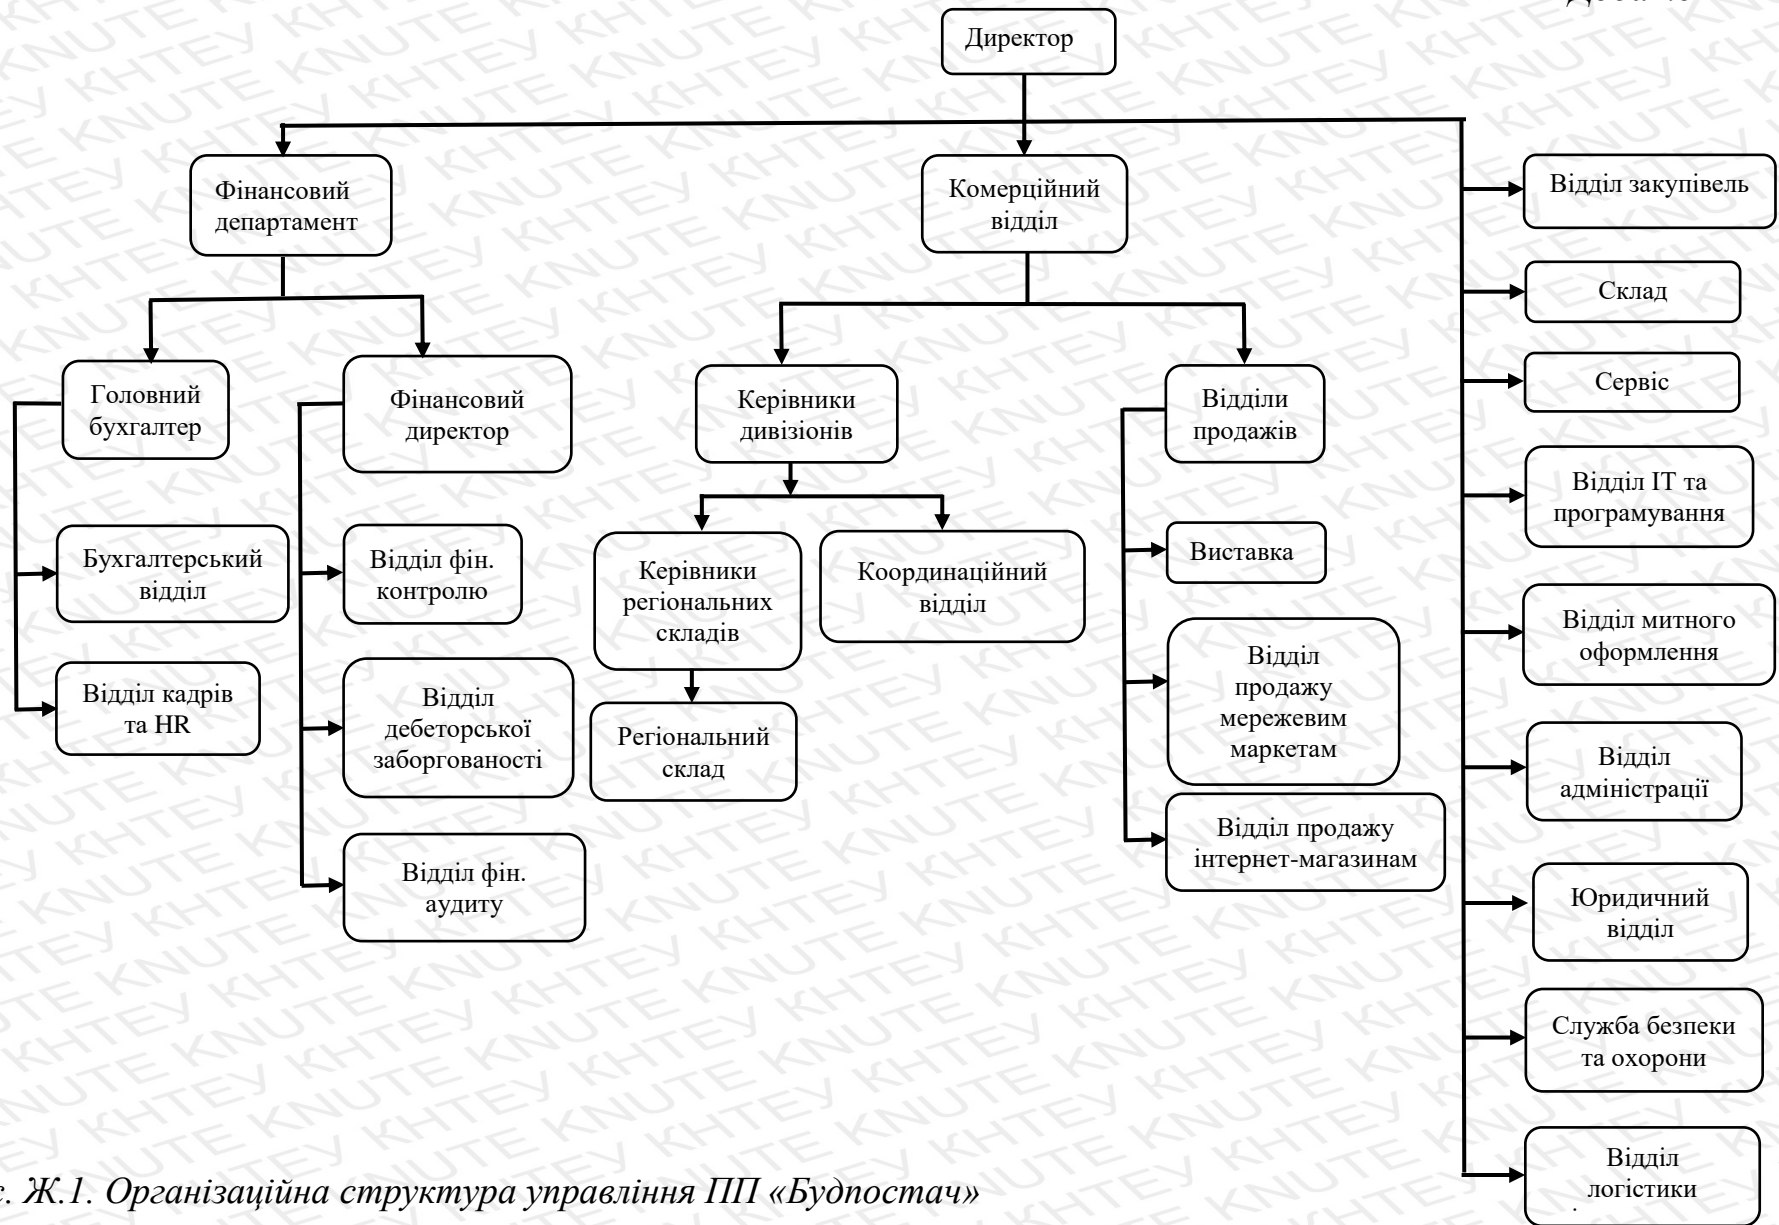 Директор
Фінансовий
департамент
Комерційний
відділ
Відділ закупівель
Склад
Сервіс
Відділ ІТ та
програмування
Відділ митного
оформлення
Відділ
адміністрації
Юридичний
відділ
Служба безпеки
та охорони
Відділ
логістики
Головний
бухгалтер
Фінансовий
директор
Керівники
дивізіонів
Відділи
продажів
Бухгалтерський
відділ
Відділ кадрів
та HR
Відділ фін.
контролю
Відділ
дебеторської
заборгованості
Відділ фін.
аудиту
Керівники
регіональних
складів
Координаційний
відділ
Регіональний
склад
Виставка
Відділ
продажу
мережевим
маркетам
Відділ продажу
інтернет-магазинам
Ж.1. Організаційна структура управління ПП «Будпостач»